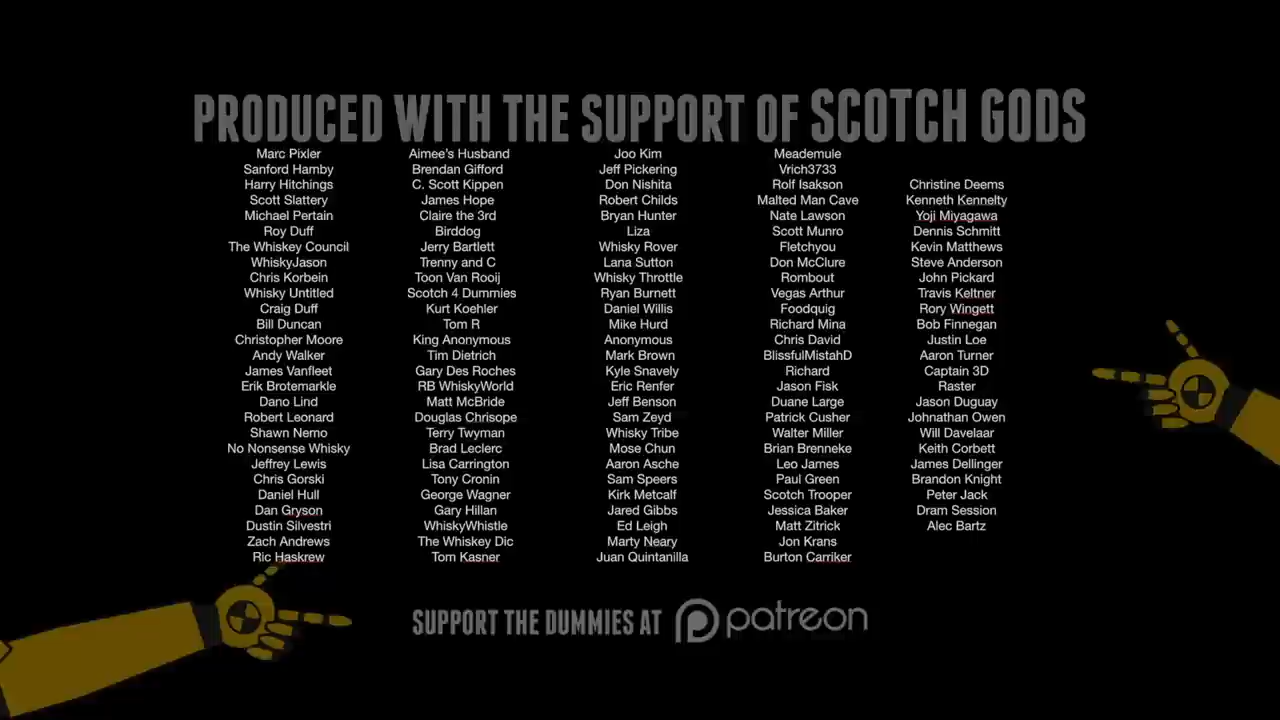 PRODUCED WITH THE SUPPORT OF SCOTCH GODS
Marc Pixler
Sanford Hamby
Harry Hitchings
Scott Slattery
Michael Pertain
Roy Duff
The Whiskey Council
WhiskyJason
Chris Korbein
Whisky Untitled
Craig Duff
Bill Duncan
Christopher Moore
Andy Walker
James Vanfleet
Erik Brotemarkle
Dano Lind
Robert Leonard
Shawn Nemo
No Nonsense Whisky
Jeffrey Lewis
Chris Gorski
Daniel Hull
Dan Gryson
Dustin Silvestri
Zach Andrews
Ric Haskrew
Aimee's Husband
Brendan Gifford
C. Scott Kippen
James Hope
Claire the 3rd
Birddog
Jerry Bartlett
Trenny and C
Toon Van Rooij
Scotch 4 Dummies
Kurt Koehler
Tom R
King Anonymous
Tim Dietrich
Gary Des Roches
RB WhiskyWorld
Matt McBride
Douglas Chrisope
Terry Twyman
Brad Leclerc
Lisa Carrington
Tony Cronin
George Wagner
Gary Hillan
WhiskyWhistle
The Whiskey Dic
Tom Kasner
Joo Kim
Jeff Pickering
Don Nishita
Robert Childs
Bryan Hunter
Liza
Whisky Rover
Lana Sutton
Whisky Throttle
Ryan Burnett
Daniel Willis
Mike Hurd
Anonymous
Mark Brown
Kyle Snavely
Eric Renfer
Jeff Benson
Sam Zeyd
Whisky Tribe
Mose Chun
Aaron Asche
Sam Speers
Kirk Metcalf
Jared Gibbs
Ed Leigh
Marty Neary
Juan Quintanilla
Meademule
Vrich3733
Rolf Isakson
Malted Man Cave
Nate Lawson
Scott Munro
Fletchyou
Don McClure
Rombout
Vegas Arthur
Foodquig
Richard Mina
Chris David
BlissfulMistahD
Richard
Jason Fisk
Duane Large
Patrick Cusher
Walter Miller
Brian Brenneke
Leo James
Paul Green
Scotch Trooper
Jessica Baker
Matt Zitrick
Jon Krans
Burton Carriker
Christine Deems
Kenneth Kennelty
Yoji Miyagawa
Dennis Schmitt
Kevin Matthews
Steve Anderson
John Pickard
Travis Keltner
Rory Wingett
Bob Finnegan
Justin Loe
Aaron Turner
Captain 3D
Raster
Jason Duguay
Johnathan Owen
Will Davelaar
Keith Corbett
James Dellinger
Brandon Knight
Peter Jack
Dram Session
Alec Bartz
SUPPORT THE DUMMIES AT patreon